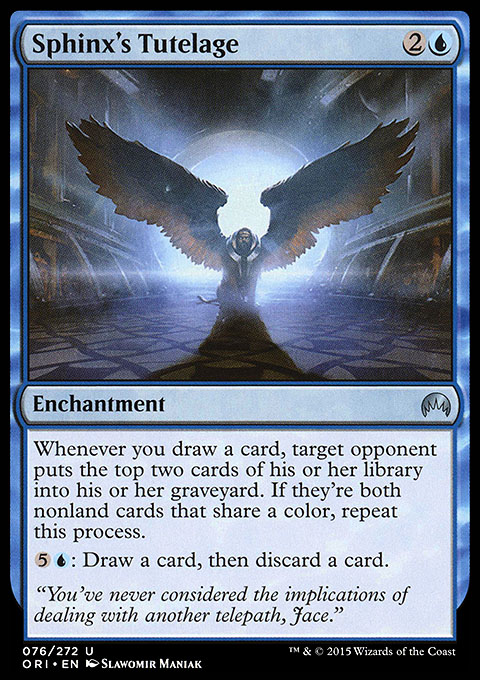 Sphinx's Tutelage 2
Enchantment
Whenever you draw a card, target opponent
puts the top two cards of his or her library
into his or her graveyard. If they're both
nonland cards that share a color, repeat
this process.
5: Draw a card, then discard a card.
"You've never considered the implications of
dealing with another telepath, Jace."
076/272 U
ORI • EN Slawomir Maniak
™ & © 2015 Wizards of the Coast